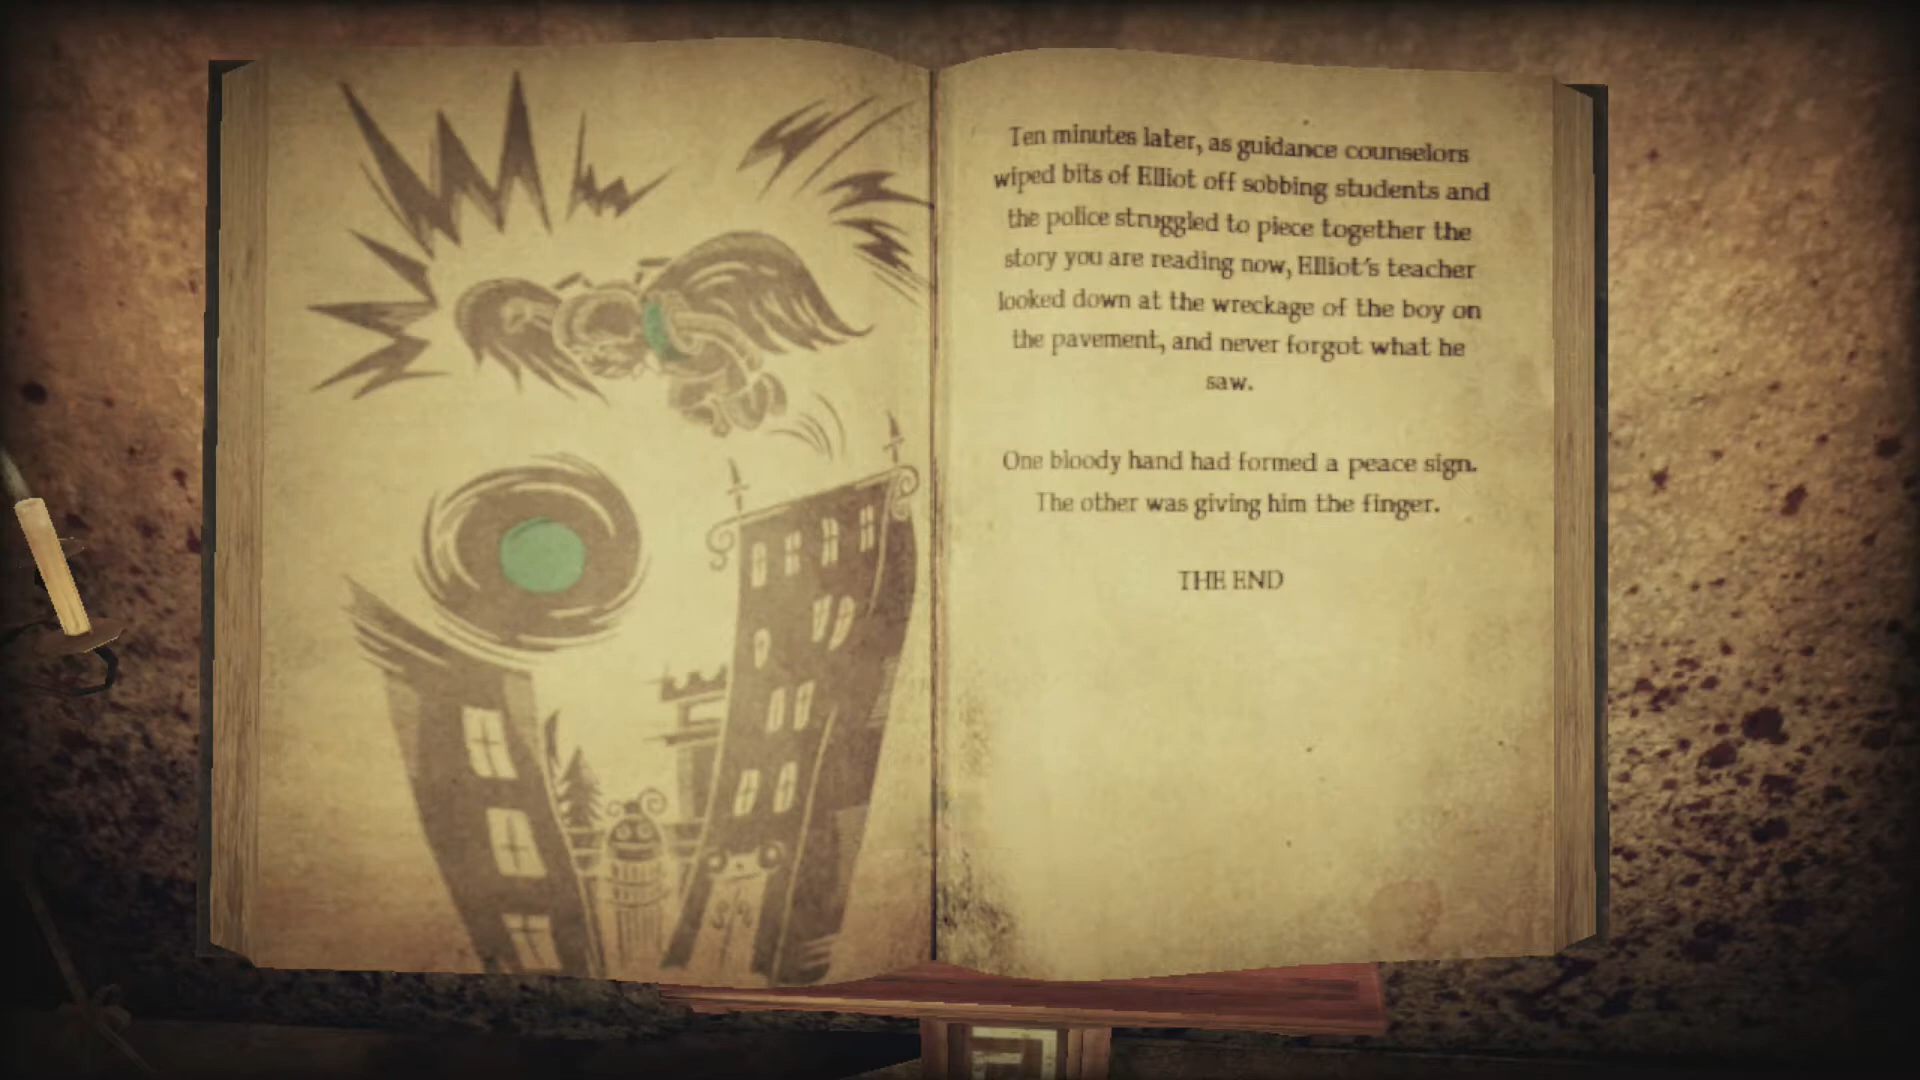 Ten minutes later, as guidance counselors
wiped bits of Elliot off sobbing students and
the police struggled to piece together the
story you are reading now, Elliot's teacher
looked down at the wreckage of the boy on
the pavement, and never forgot what he
saw.
One bloody hand had formed a peace sign.
The other was giving him the finger.
THE END